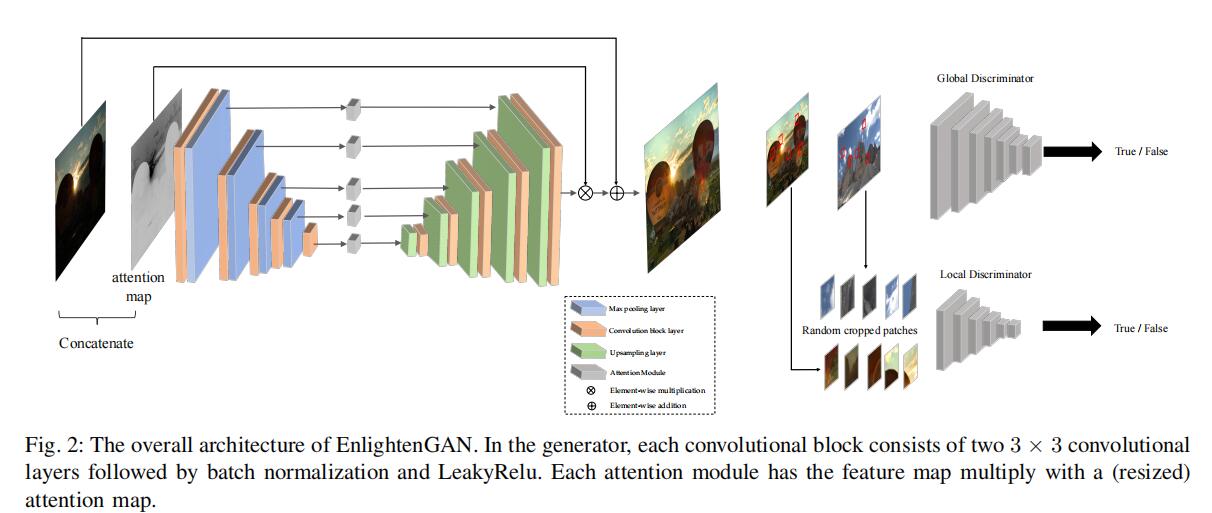 attention
map
Concatenate
Max pooling layer
Convolution block layer
Upsampling layer
Attention Module
Element-wise multiplication
Element-wise addition
Global Discriminator
True / False
Local Discriminator
Random cropped patches
True / False
Fig. 2: The overall architecture of EnlightenGAN. In the generator, each convolutional block consists of two 3 × 3 convolutional
layers followed by batch normalization and LeakyRelu. Each attention module has the feature map multiply with a (resized)
attention map.